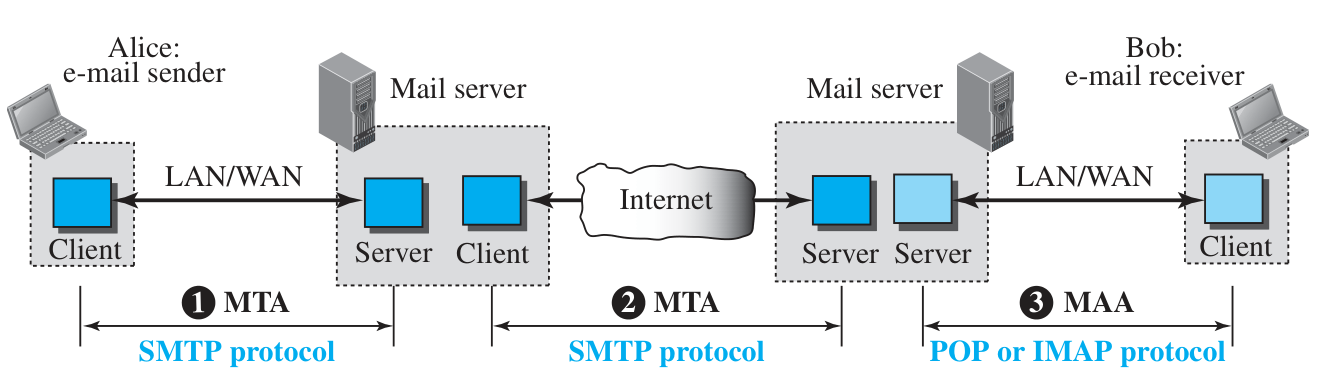 Alice:
e-mail sender
Mail server
Mail server
Bob:
e-mail receiver
LAN/WAN
Internet
LAN/WAN
Client
Server
Client
Server
Server
Client
1 MTA
2 MTA
3 MAA
SMTP protocol
SMTP protocol
POP or IMAP protocol